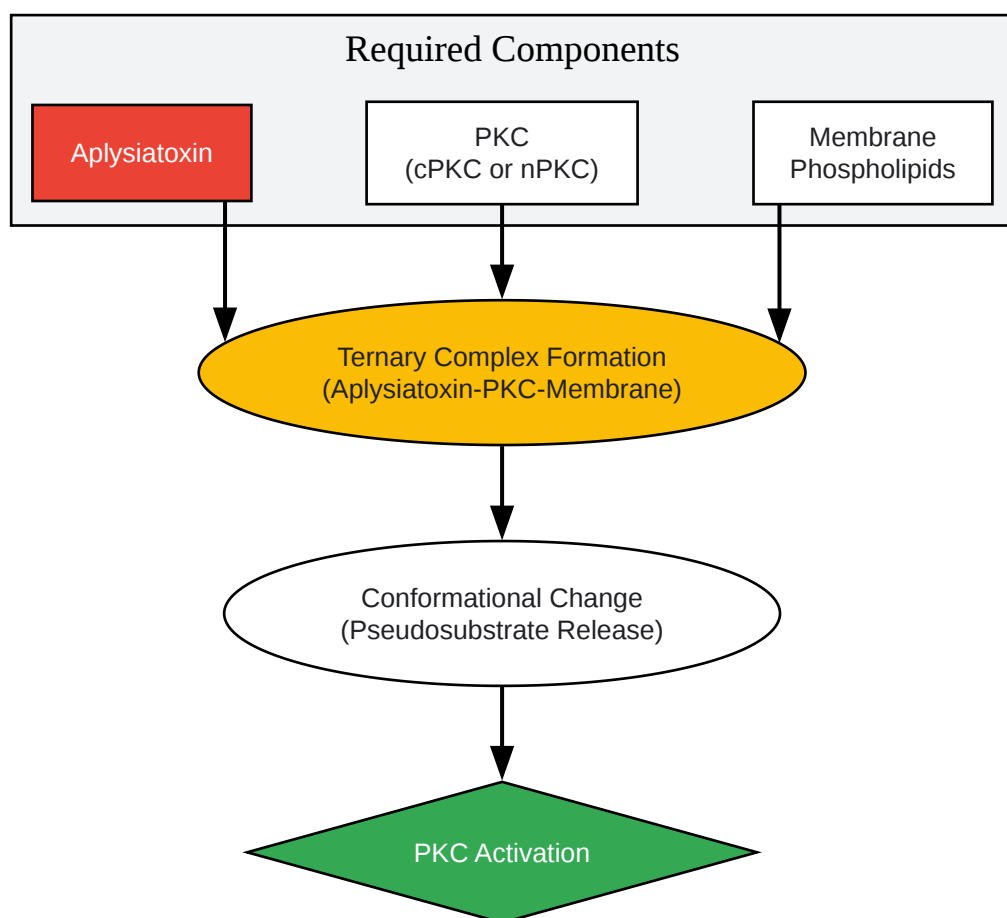 Required Components
Aplysiatoxin
PKC
(cPKC or nPKC)
Membrane
Phospholipids
Ternary Complex Formation
(Aplysiatoxin-PKC-Membrane)
Conformational Change
(Pseudosubstrate Release)
PKC Activation